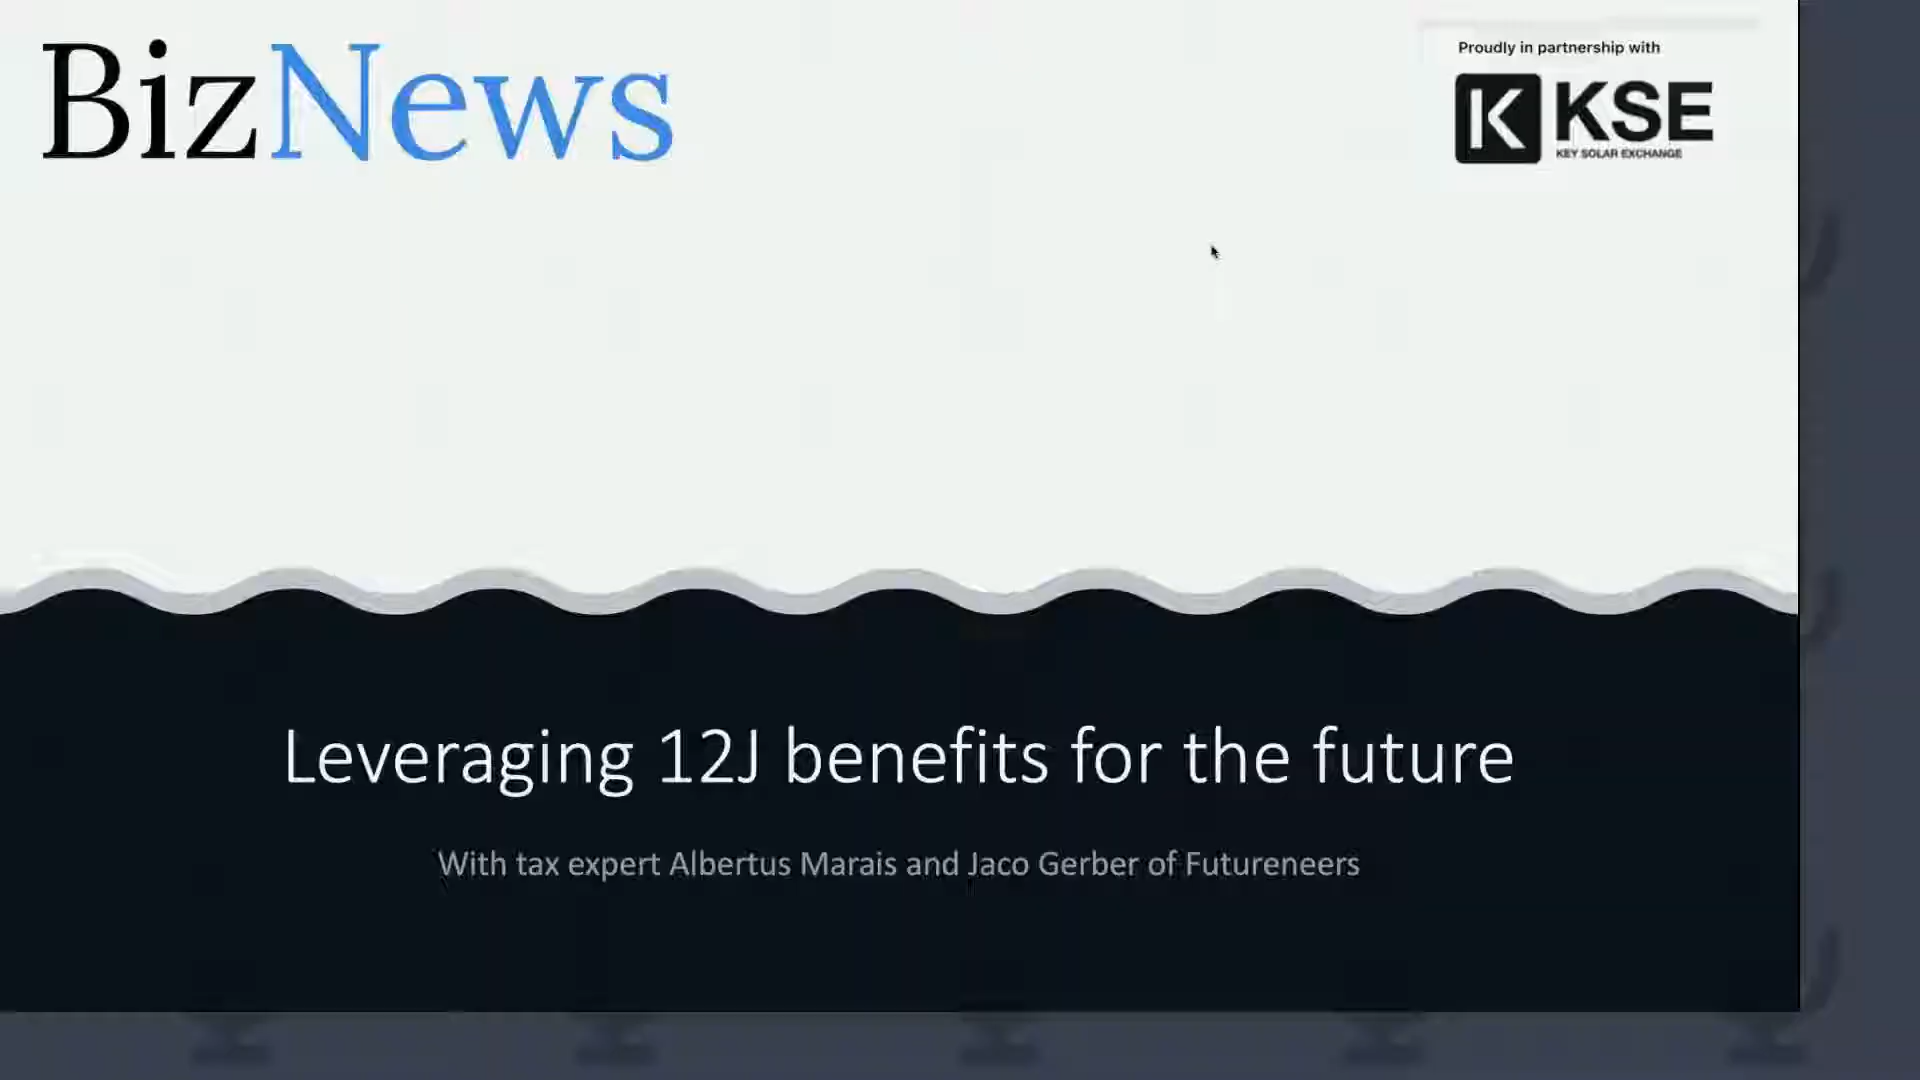 BizNews
Proudly in partnership with
K KSE
KEY SOLAR EXCHANGE
Leveraging 12J benefits for the future
With tax expert Albertus Marais and Jaco Gerber of Futureneers